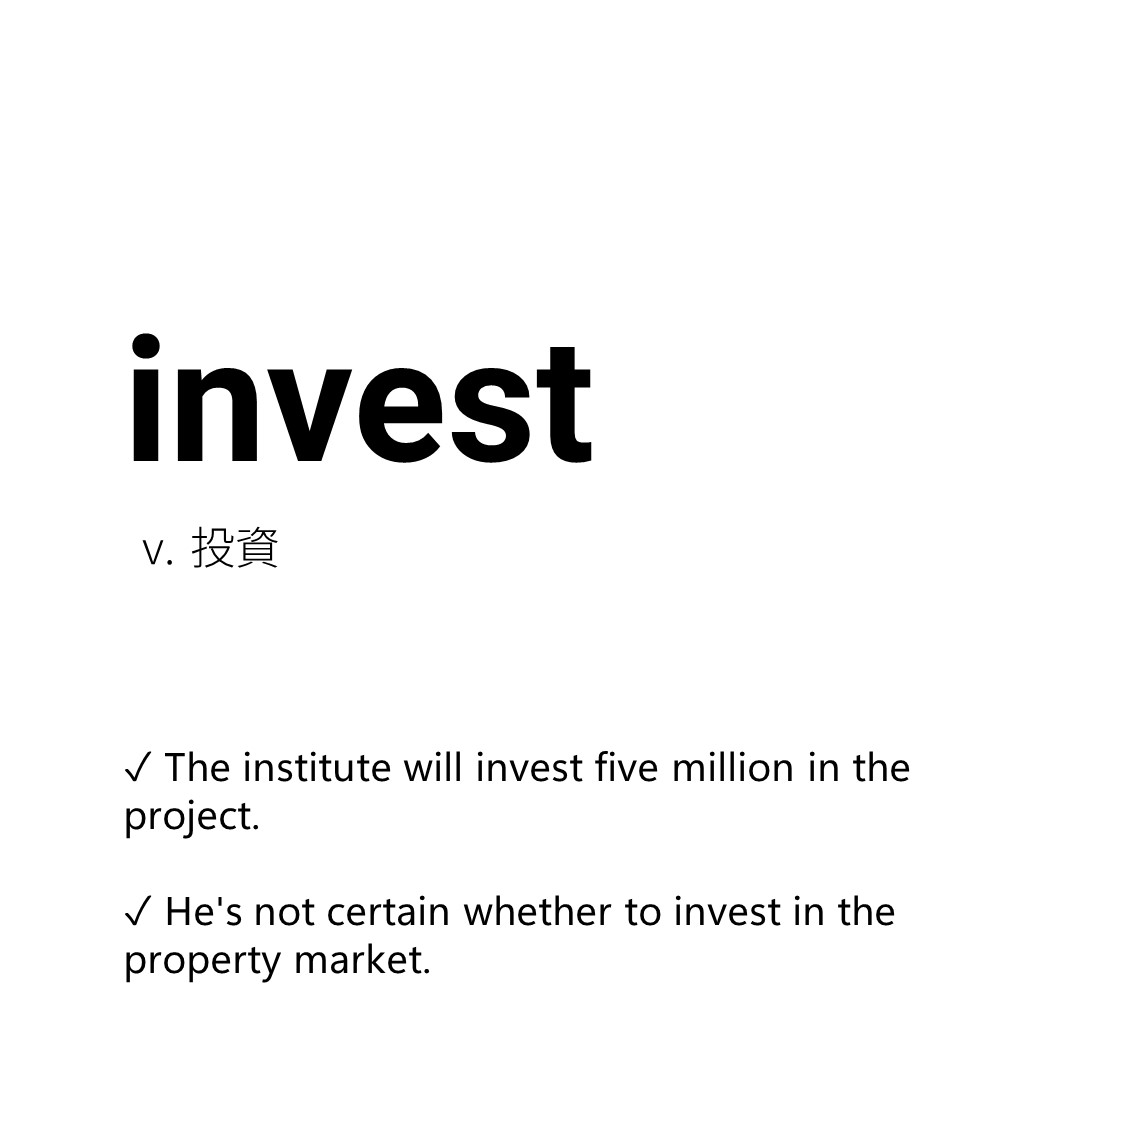 invest
v. 投資
✓ The institute will invest five million in the
project.
✓ He's not certain whether to invest in the
property market.